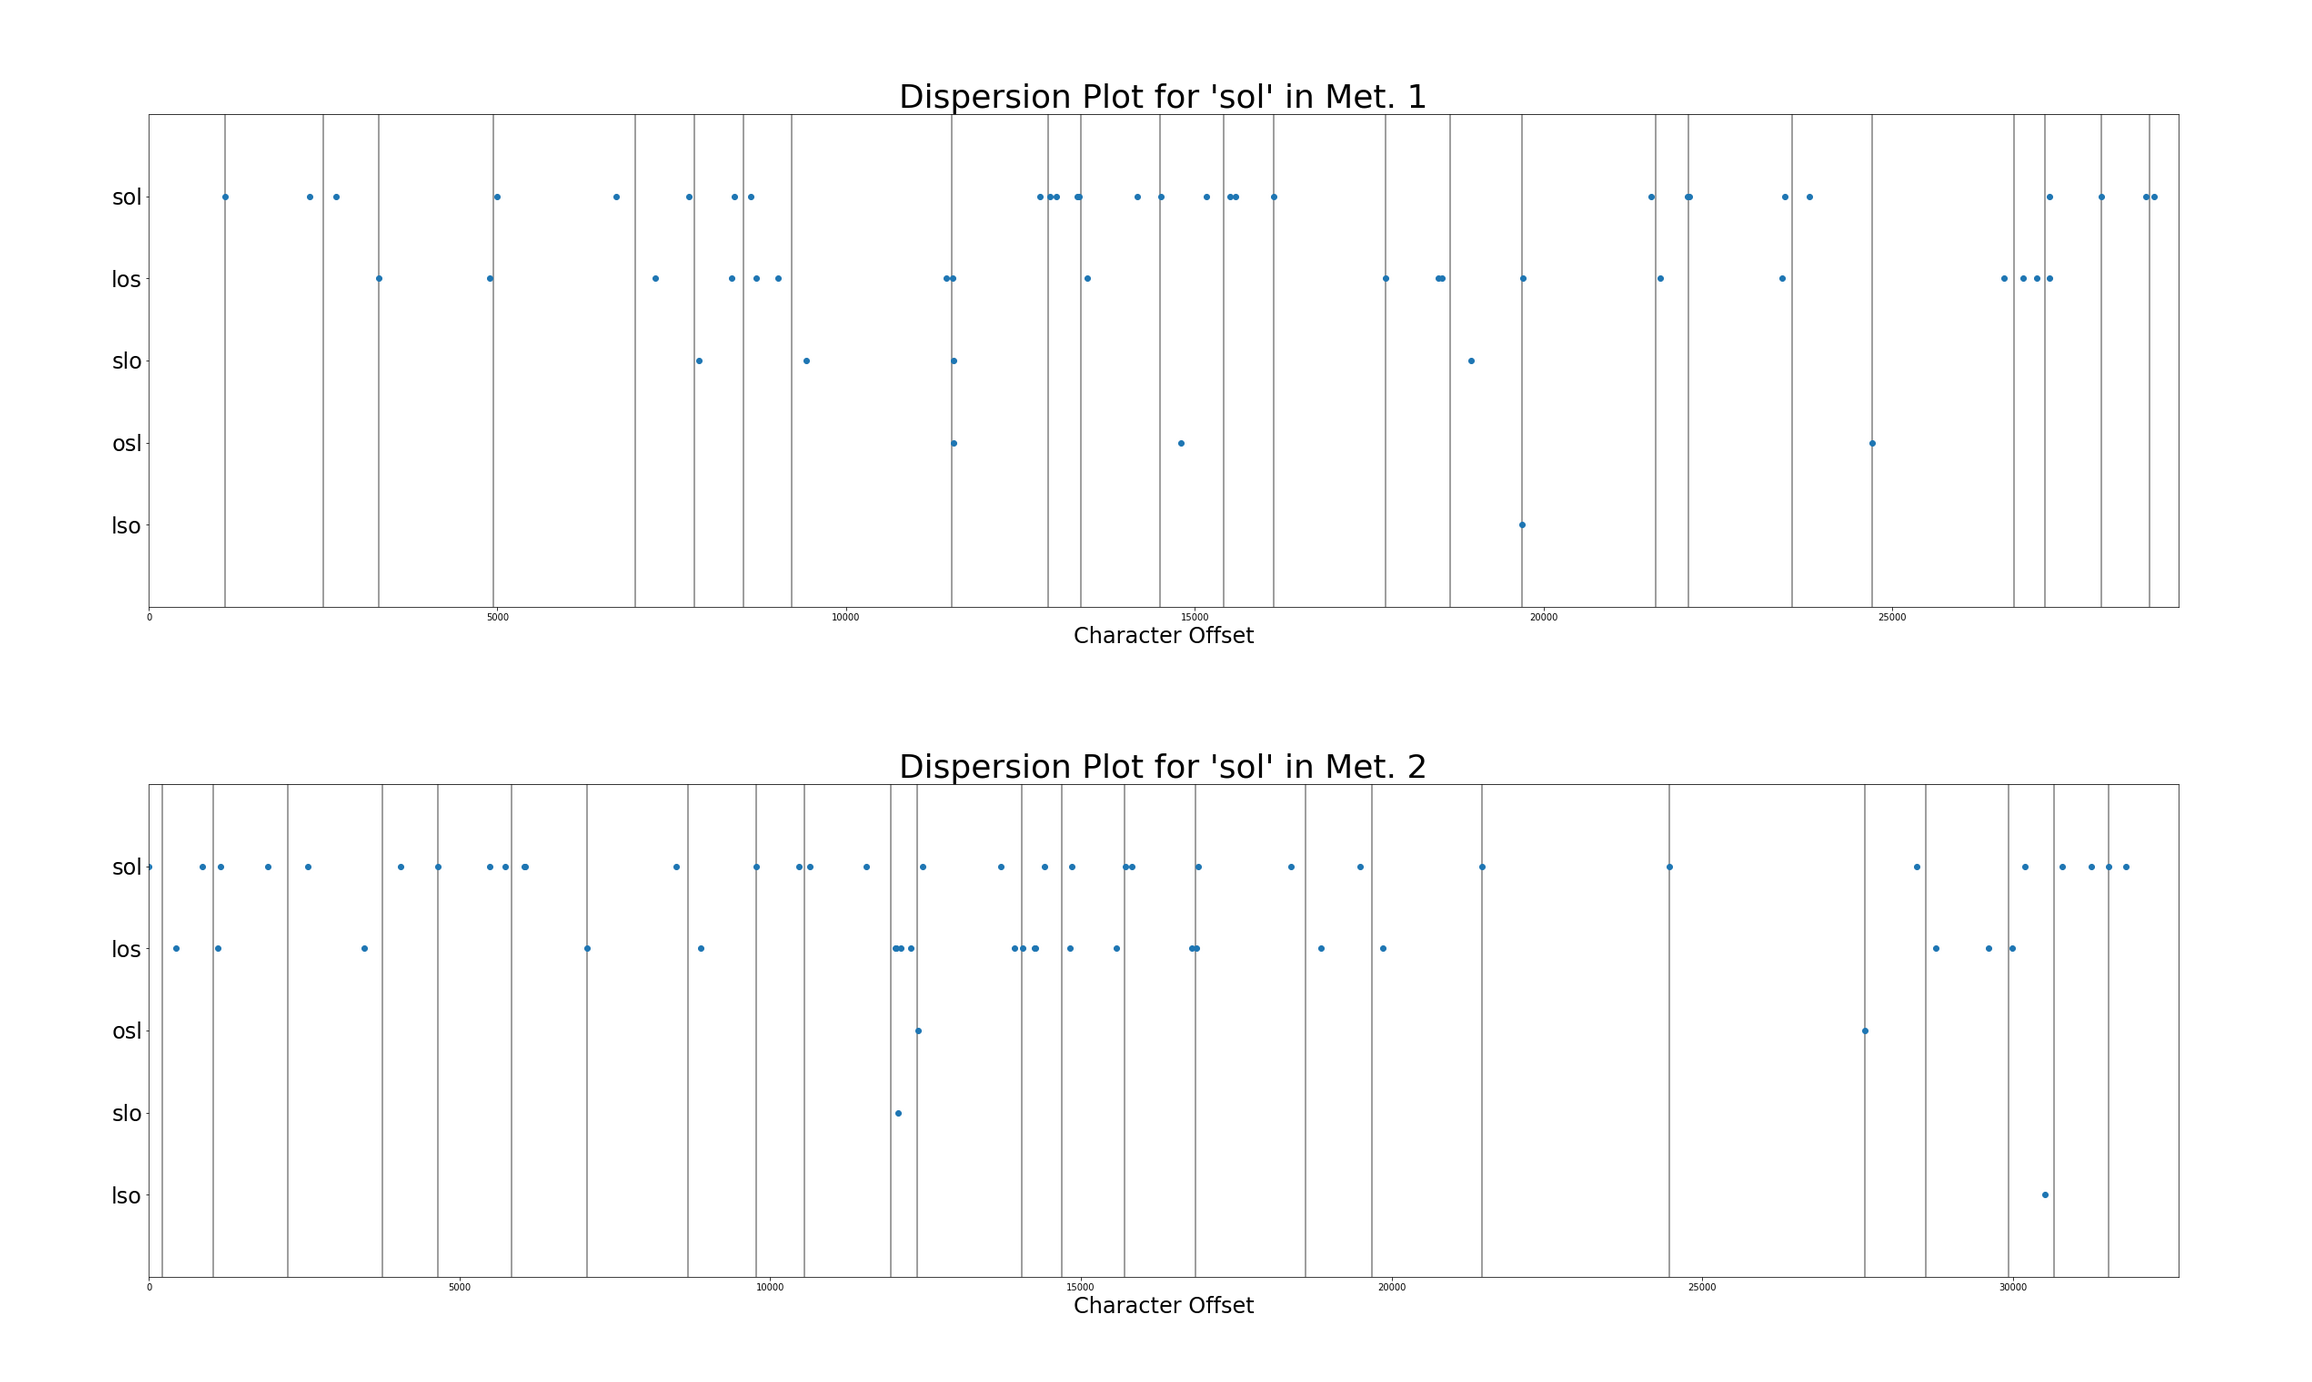 Dispersion Plot for 'sol' in Met. 1
sol
los
slo
osl
lso
0 5000 10000 15000 20000 25000
Character Offset
Dispersion Plot for 'sol' in Met. 2
sol
los
osl
slo
lso
0 5000 10000 15000 20000 25000 30000
Character Offset